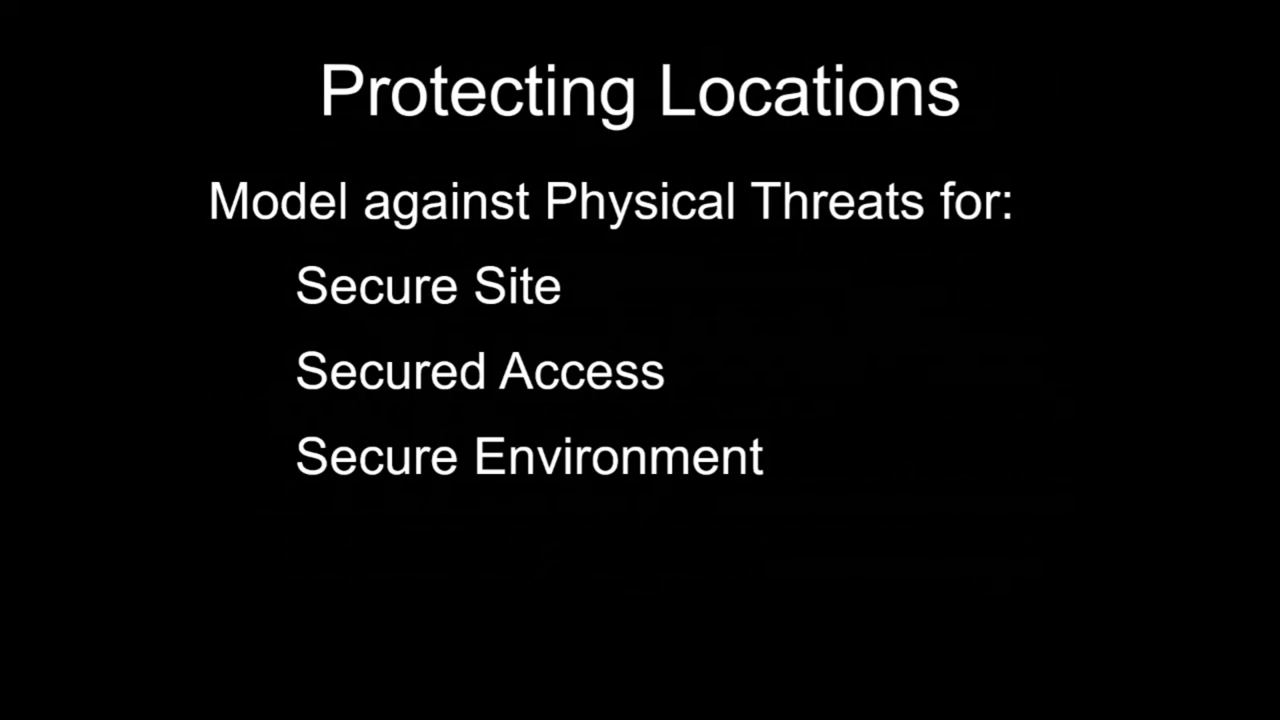 Protecting Locations
Model against Physical Threats for:
Secure Site
Secured Access
Secure Environment